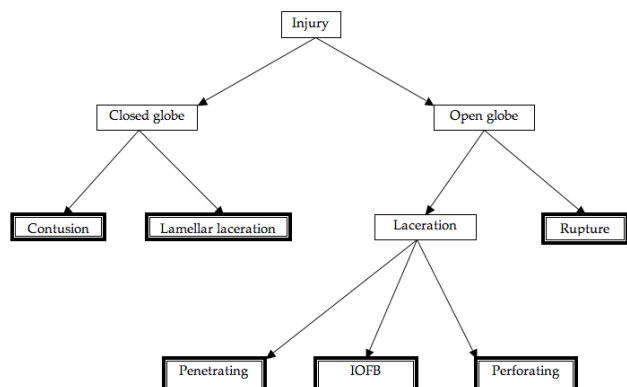 Injury
Closed globe
Open globe
Contusion
Lamellar laceration
Laceration
Rupture
Penetrating
IOFB
Perforating